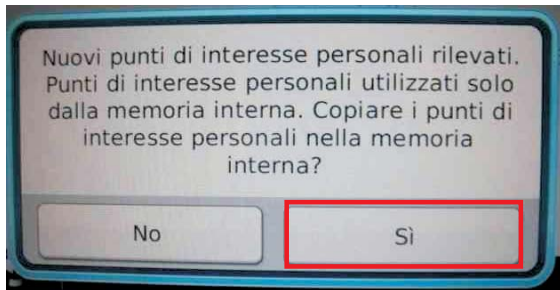 Nuovi punti di interesse personali rilevati.
Punti di interesse personali utilizzati solo
dalla memoria interna. Copiare i punti di
interesse personali nella memoria
interna?
No
Sì